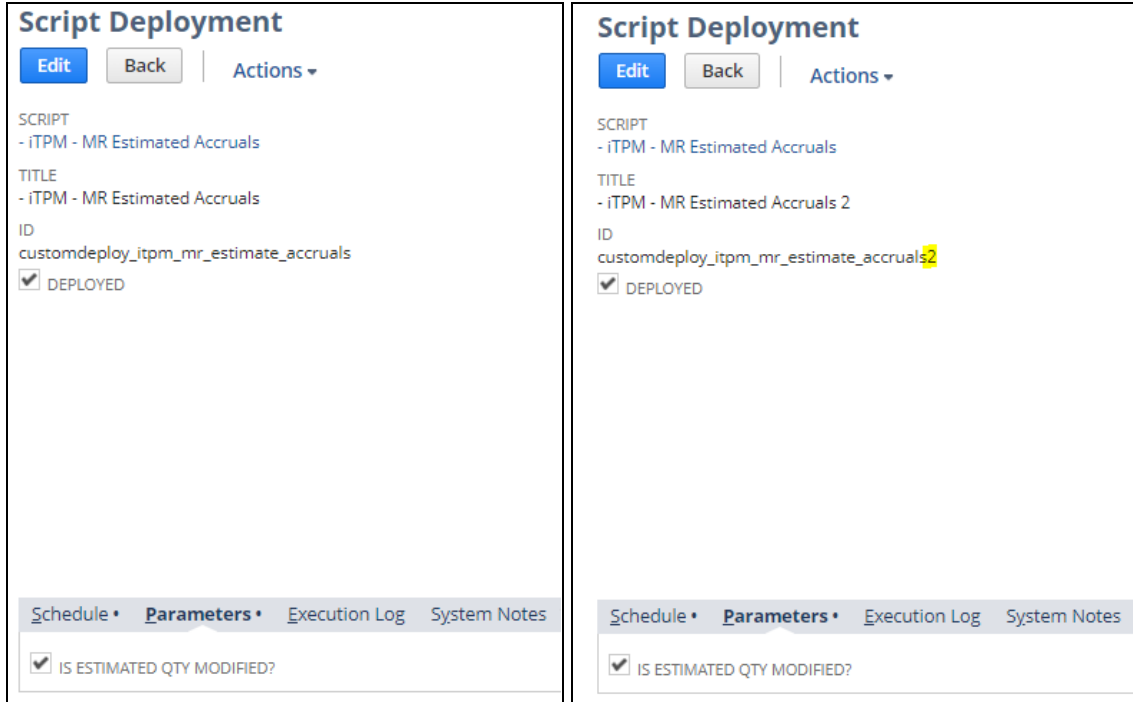 Script Deployment
Edit Back Actions
SCRIPT
- iTPM - MR Estimated Accruals
TITLE
- iTPM - MR Estimated Accruals
ID
customdeploy_itpm_mr_estimate_accruals
DEPLOYED
Schedule • Parameters • Execution Log System Notes
IS ESTIMATED QTY MODIFIED?
Script Deployment
Edit Back Actions
SCRIPT
- iTPM - MR Estimated Accruals
TITLE
- iTPM - MR Estimated Accruals 2
ID
customdeploy_itpm_mr_estimate_accruals2
DEPLOYED
Schedule • Parameters • Execution Log System Notes
IS ESTIMATED QTY MODIFIED?